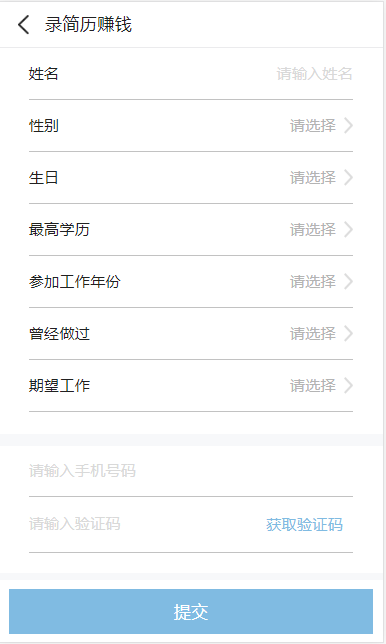 录简历赚钱
姓名 请输入姓名
性别 请选择
生日 请选择
最高学历 请选择
参加工作年份 请选择
曾经做过 请选择
期望工作 请选择
请输入手机号码
请输入验证码 获取验证码
提交